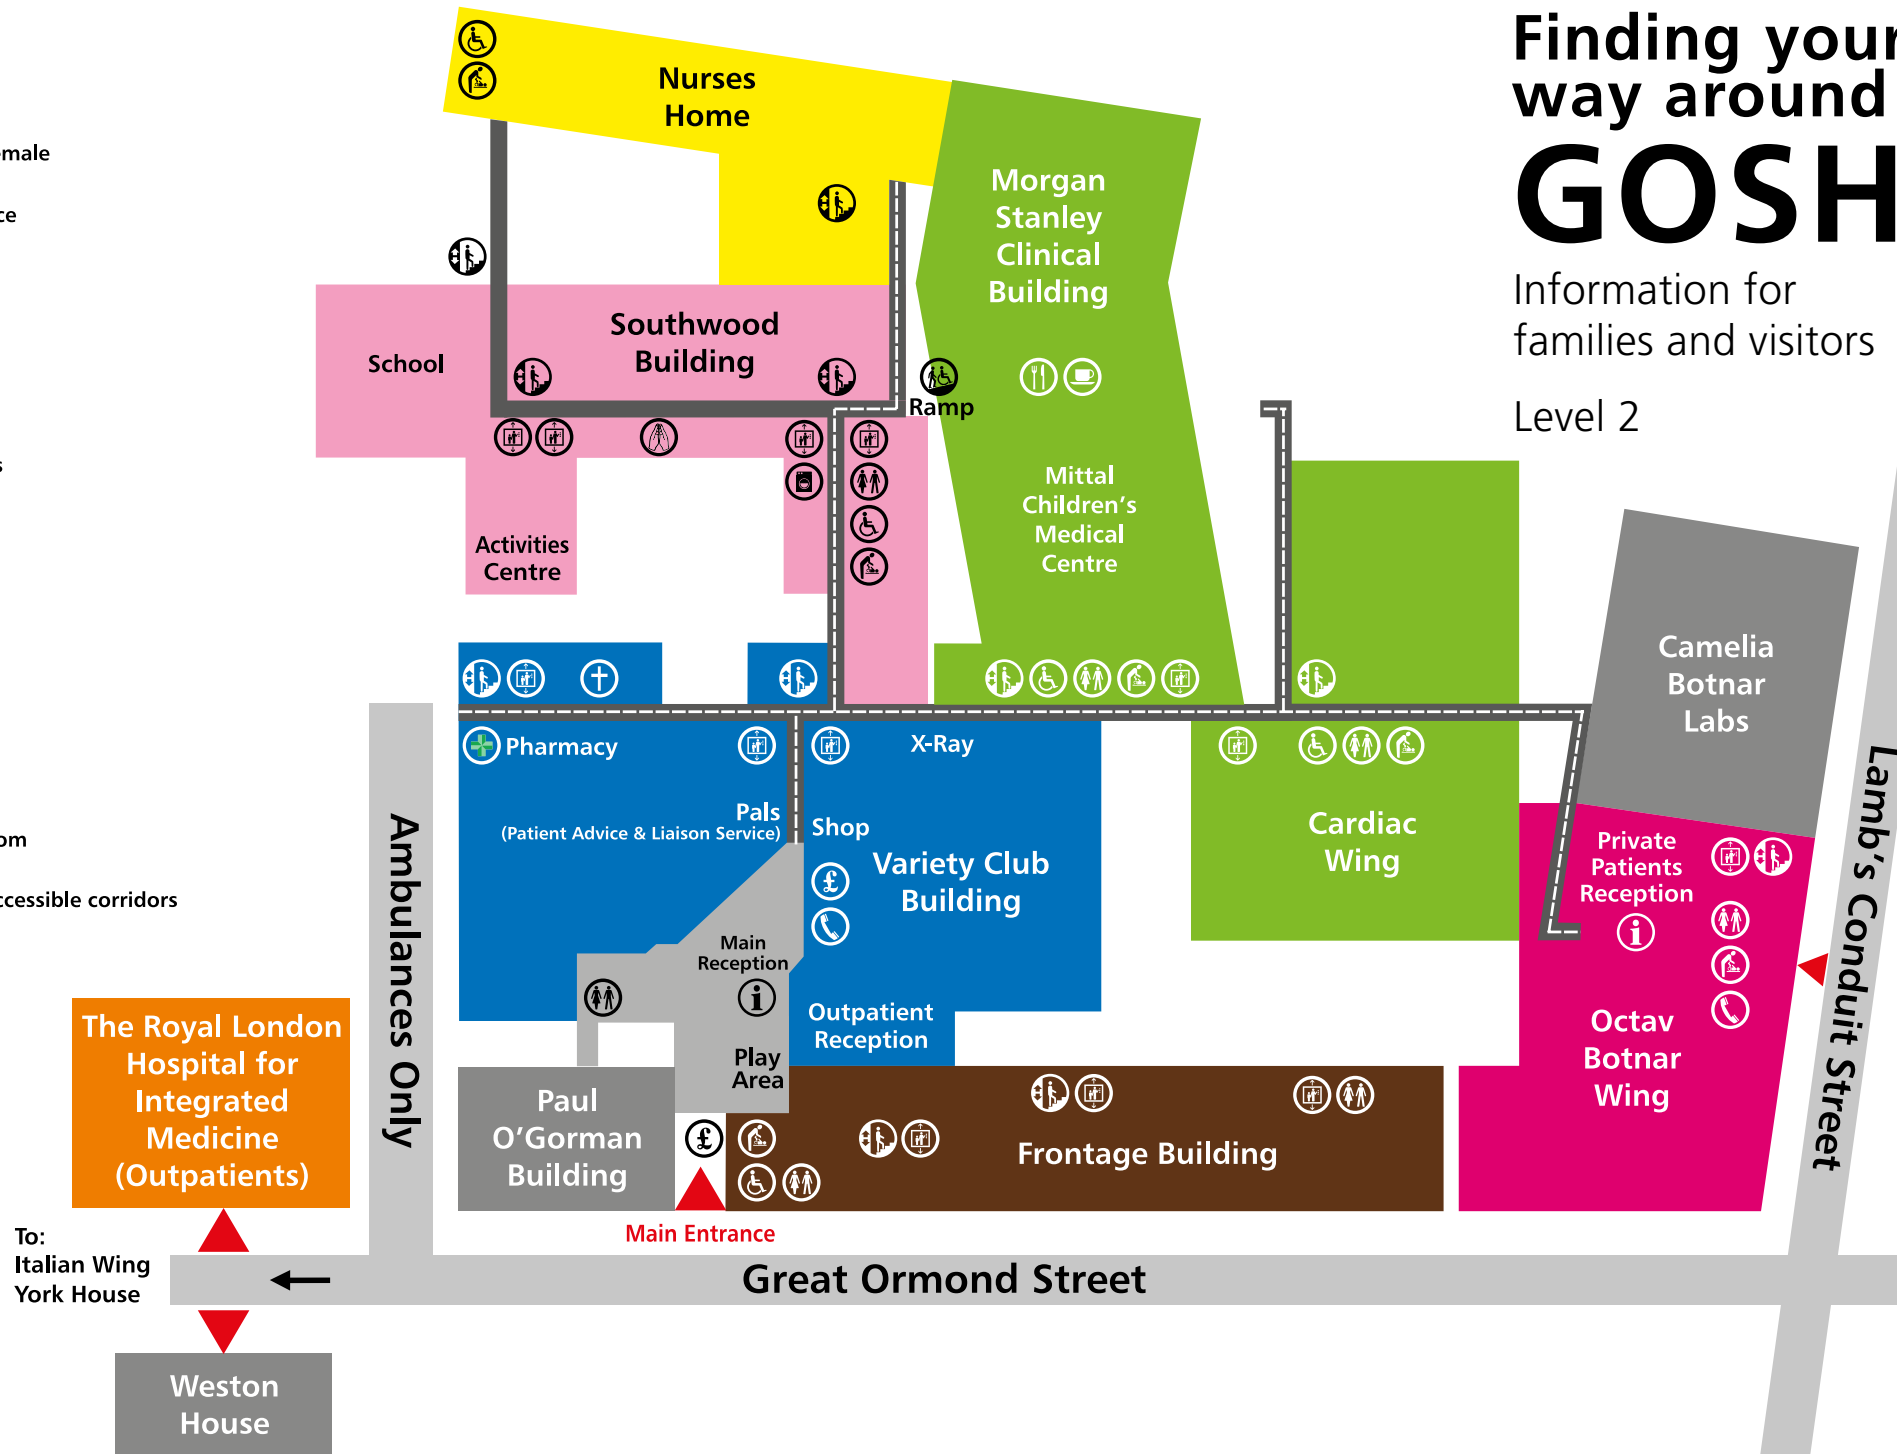 Finding your
way around
GOSH
Information for
families and visitors
Level 2
Nurses
Home
Morgan
Stanley
Clinical
Building
Southwood
Building
School
Ramp
Mittal
Children's
Medical
Centre
Activities
Centre
Camelia
Botnar
Labs
Pharmacy
X-Ray
Pals
(Patient Advice & Liaison Service)
Shop
Variety Club
Building
Cardiac
Wing
Private
Patients
Reception
Main
Reception
Outpatient
Reception
Play
Area
Octav
Botnar
Wing
Ambulances Only
Lamb's Conduit Street
The Royal London
Hospital for
Integrated
Medicine
(Outpatients)
Paul
O'Gorman
Building
£
£
i
i
Frontage Building
Main Entrance
To:
Italian Wing
York House
Great Ormond Street
Weston
House